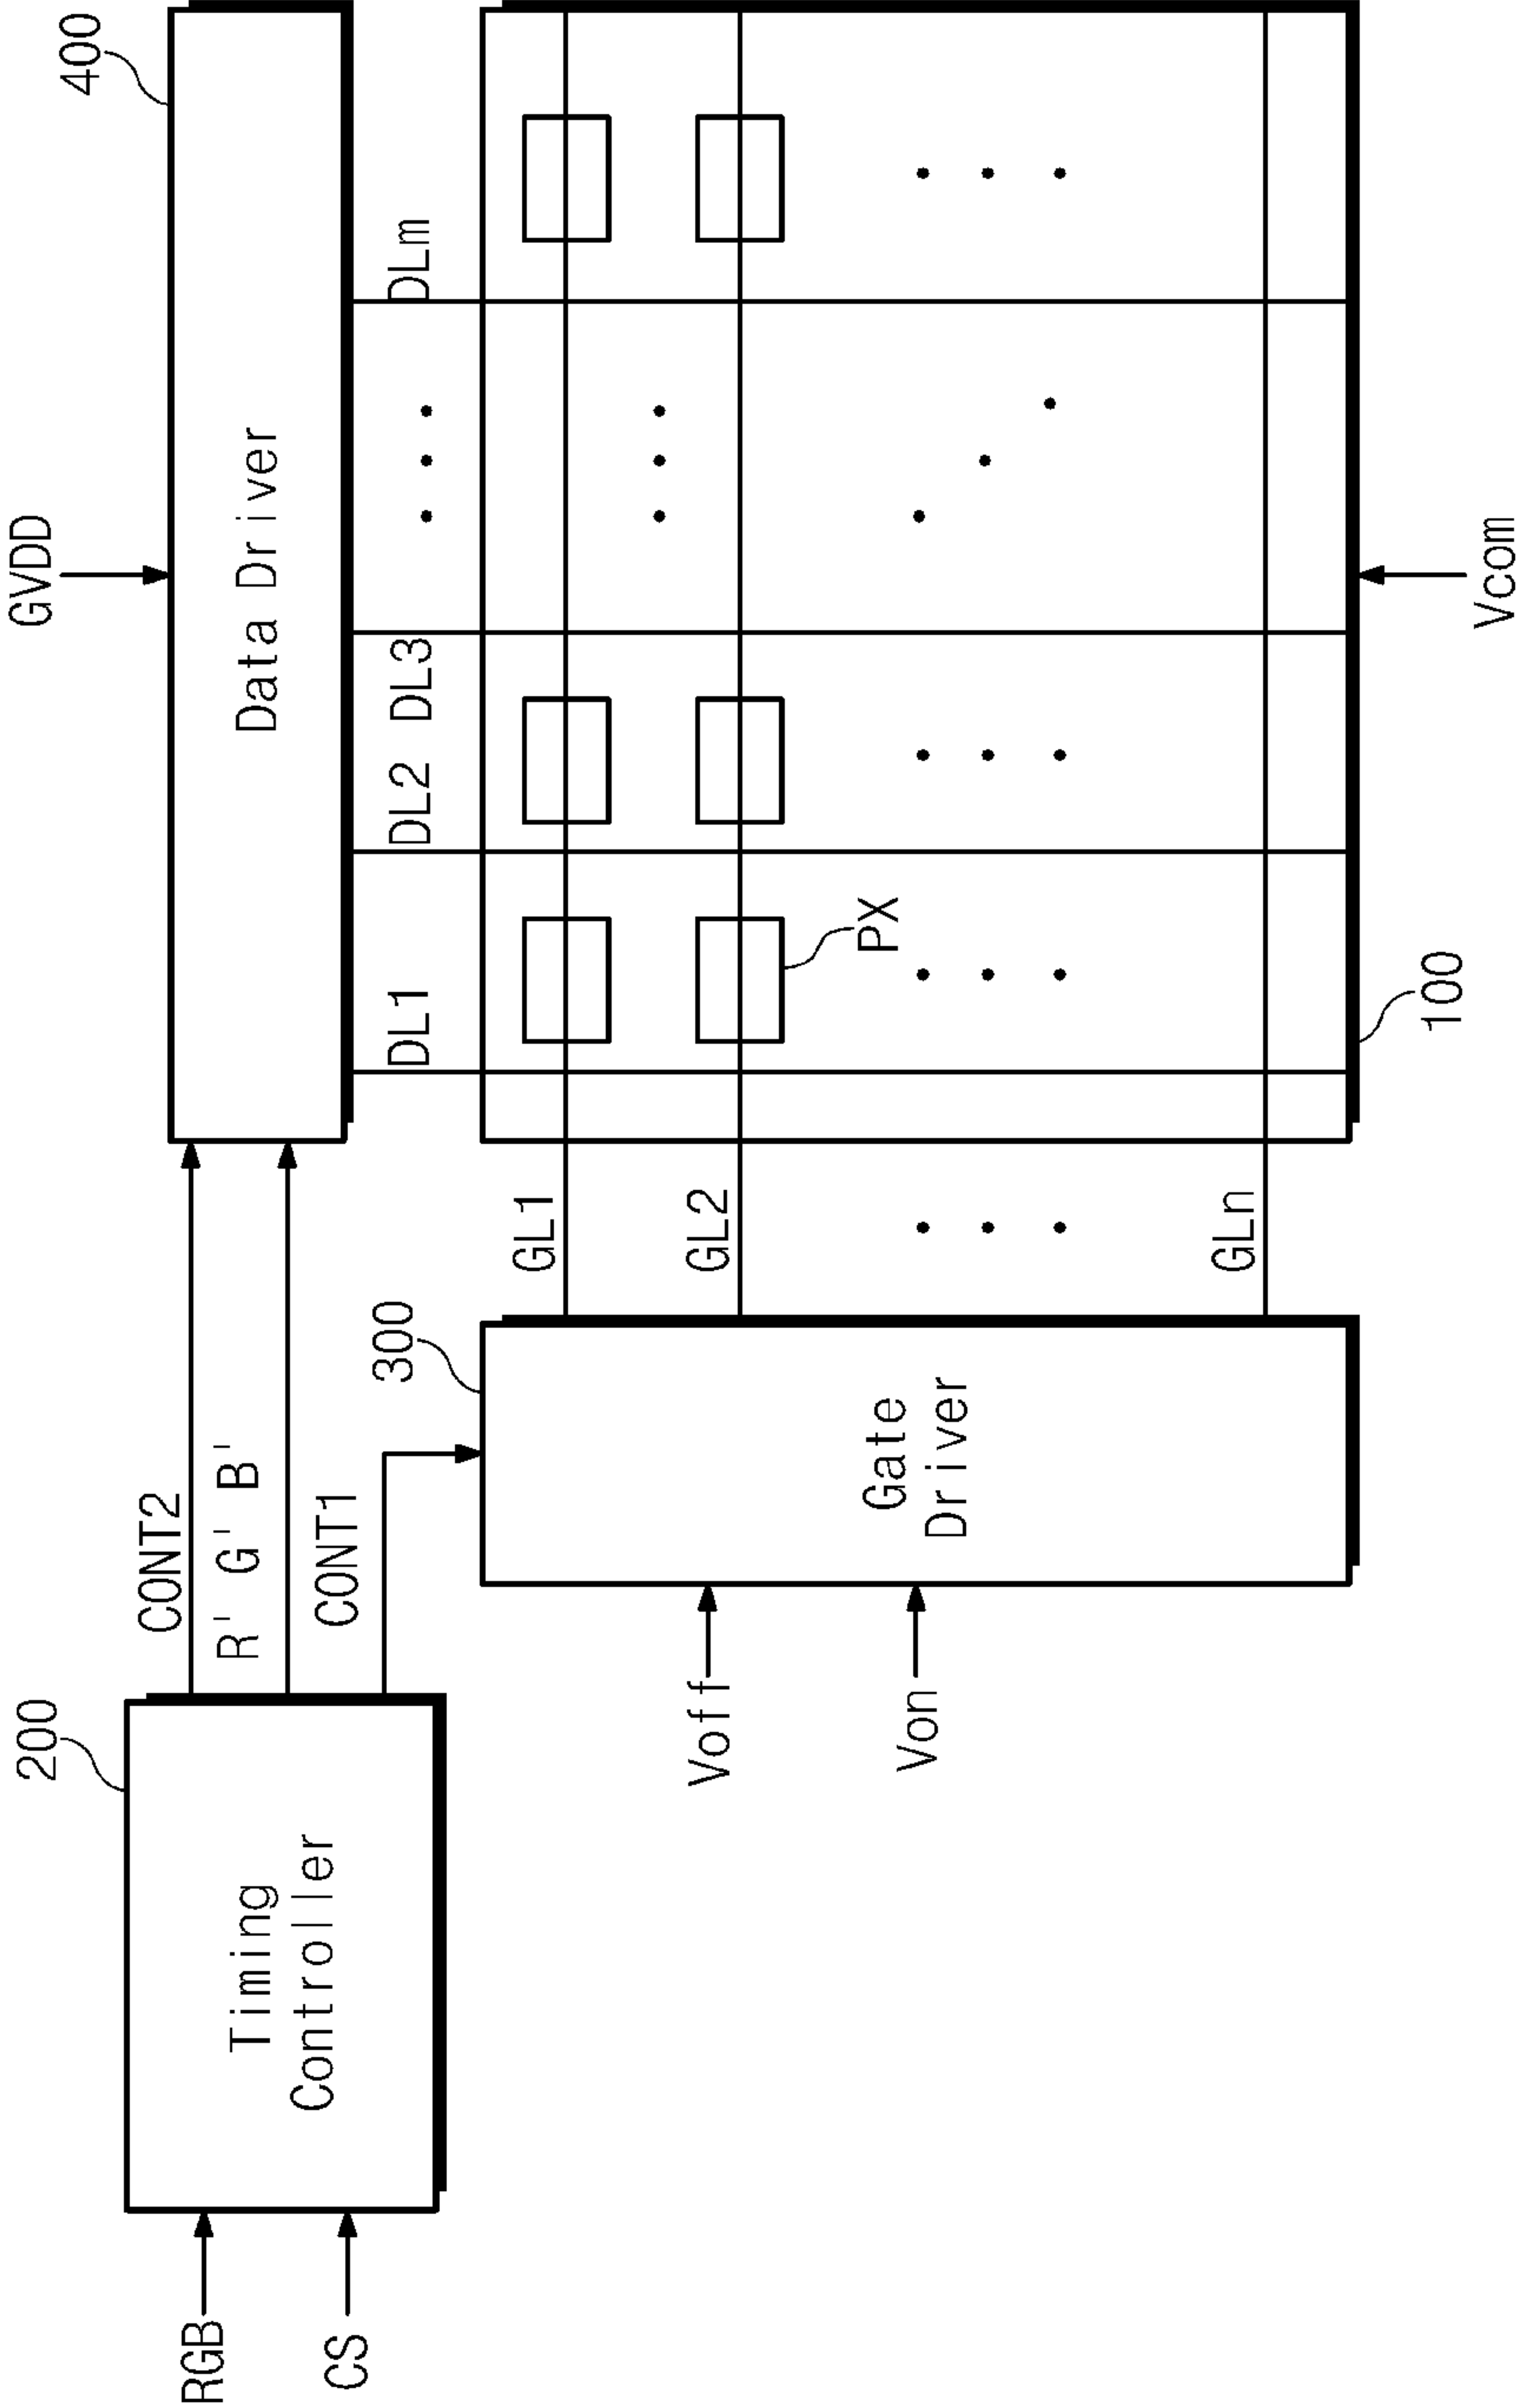 GVDD
400
Data Driver
200
CONT2
R' G' B'
CONT1
RGB
CS
Timing
Controller
DL1
DL2
DL3
DLm
300
GL1
GL2
GLn
Voff
Von
Gate
Driver
PX
100
Vcom